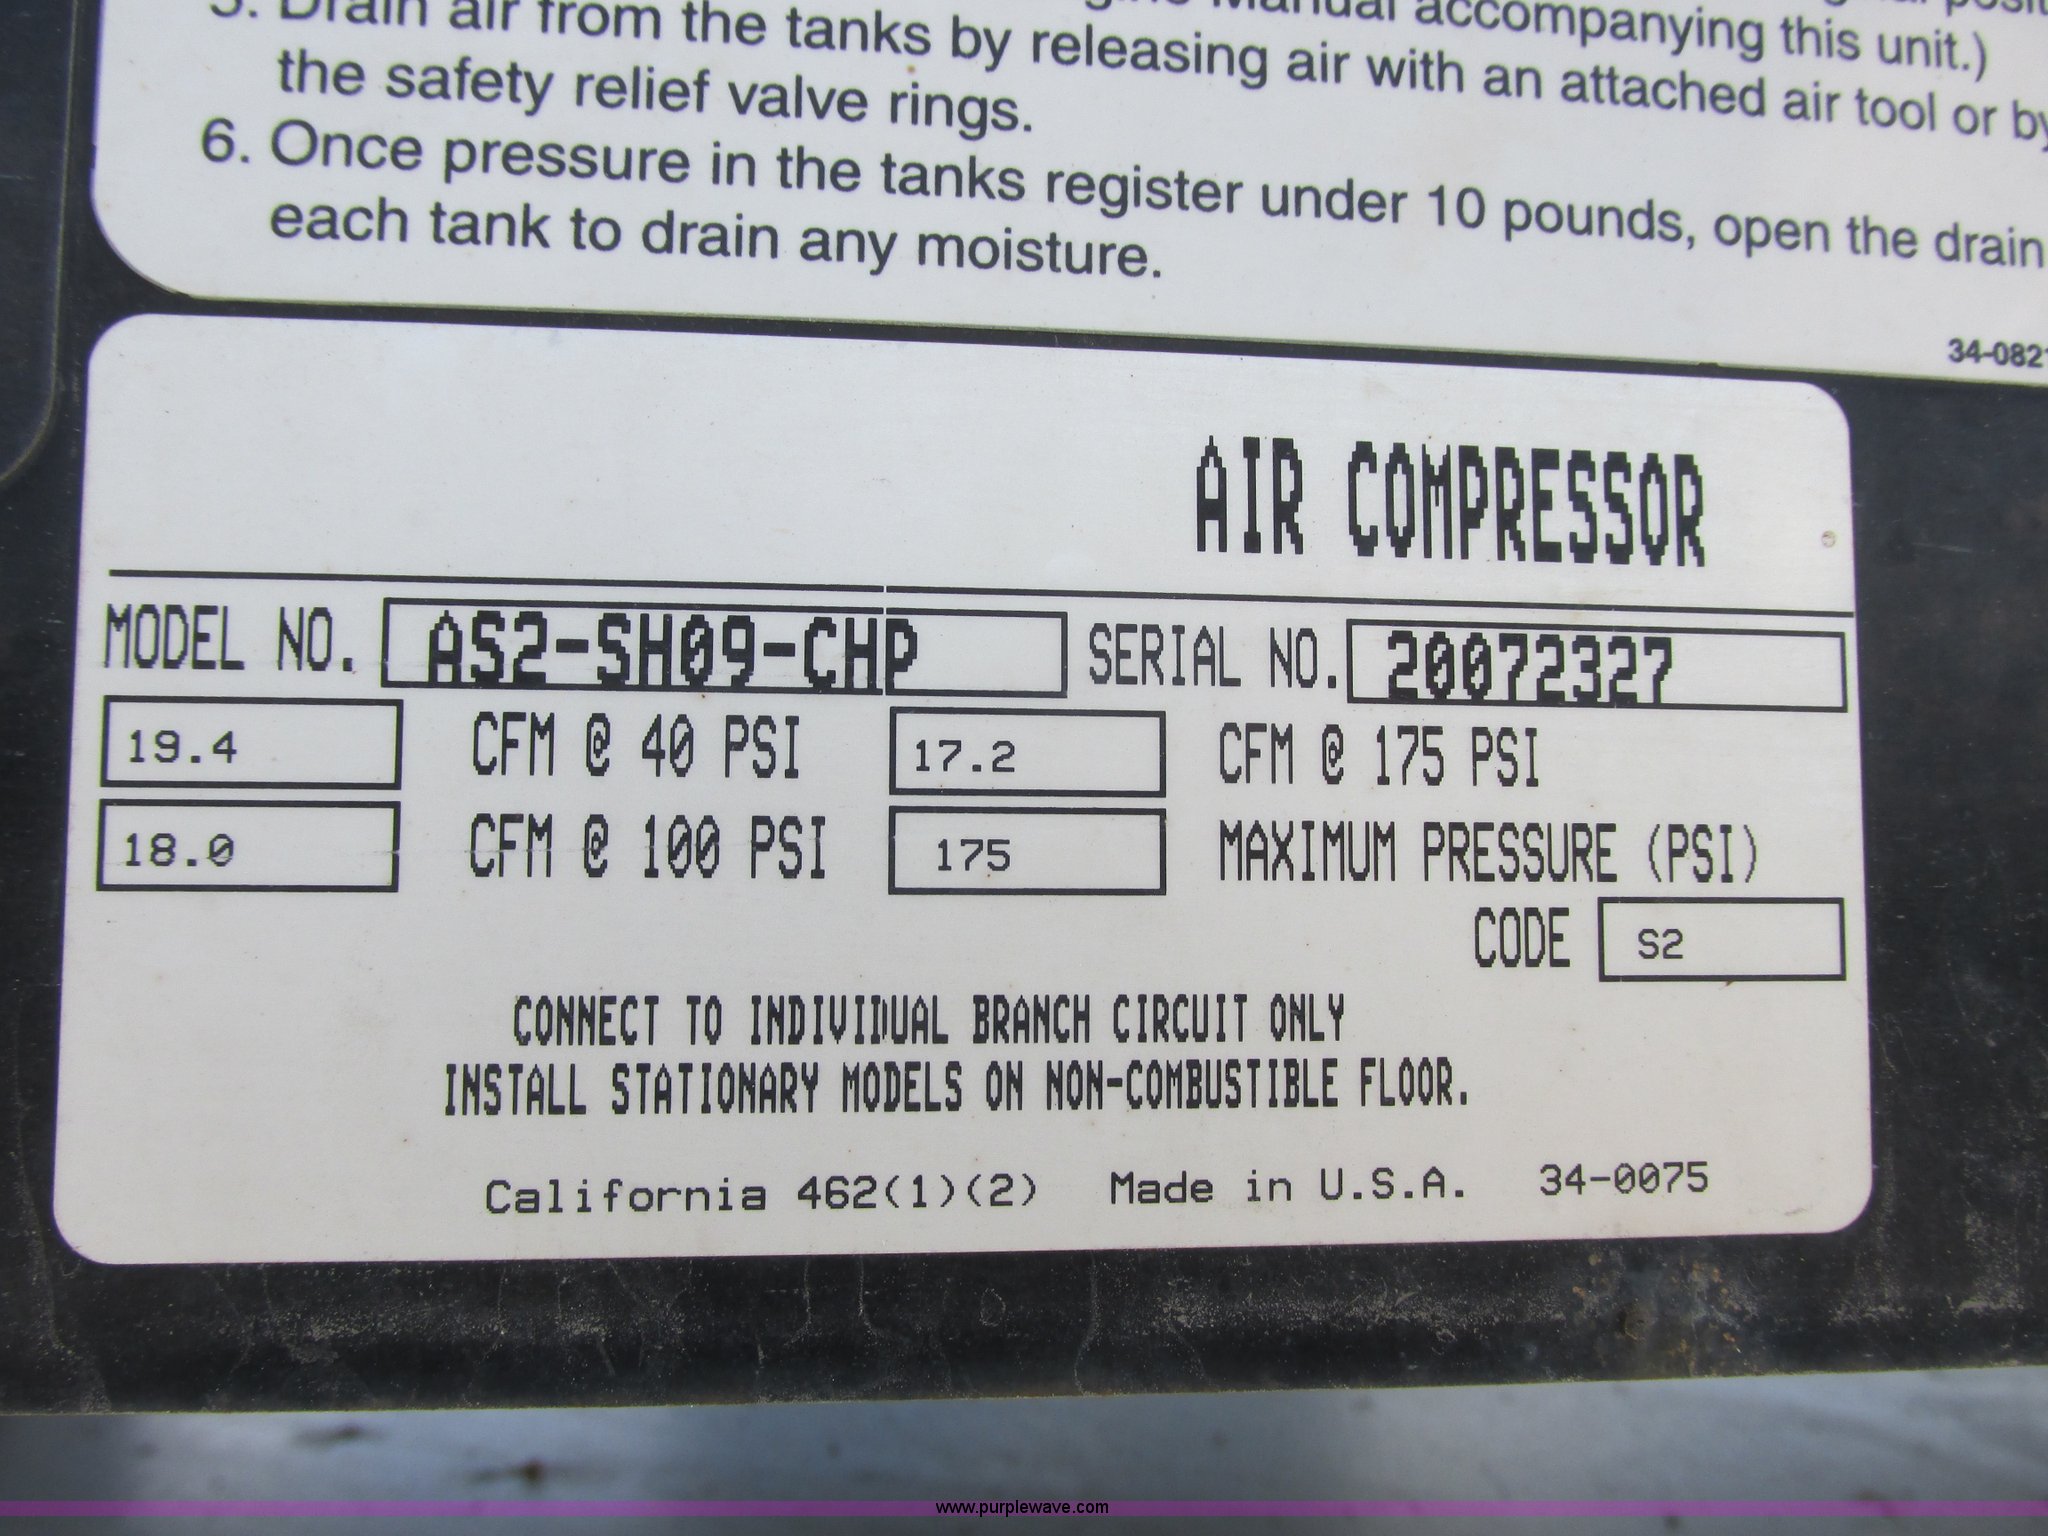 Manual accompanying this unit.)
5. Drain air from the tanks by releasing air with an attached air tool or by
the safety relief valve rings.
6. Once pressure in the tanks register under 10 pounds, open the drain
each tank to drain any moisture.
34-082
AIR COMPRESSOR
MODEL NO. AS2-SH09-CHP SERIAL NO. 20072327
19.4 CFM @ 40 PSI 17.2 CFM @ 175 PSI
18.0 CFM @ 100 PSI 175 MAXIMUM PRESSURE (PSI)
CODE S2
CONNECT TO INDIVIDUAL BRANCH CIRCUIT ONLY
INSTALL STATIONARY MODELS ON NON-COMBUSTIBLE FLOOR.
California 462(1)(2) Made in U.S.A. 34-0075
www.purplewave.com